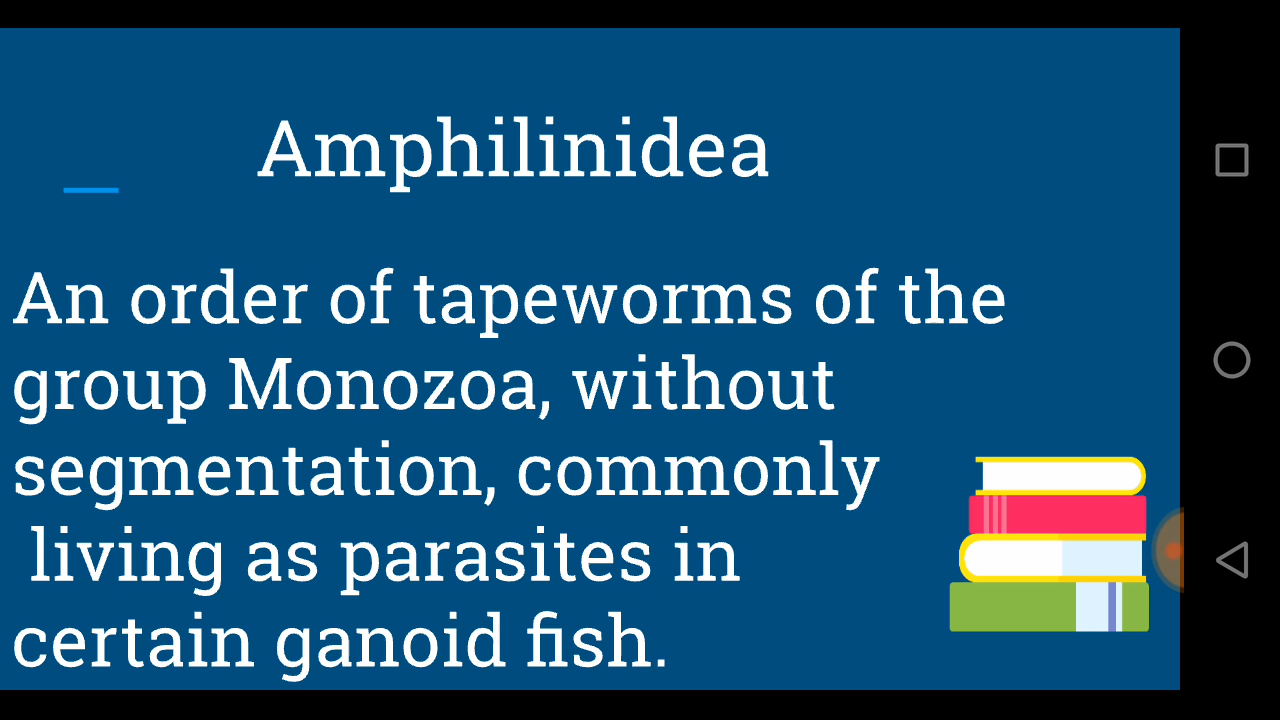 Amphilinidea
An order of tapeworms of the
group Monozoa, without
segmentation, commonly
living as parasites in
certain ganoid fish.